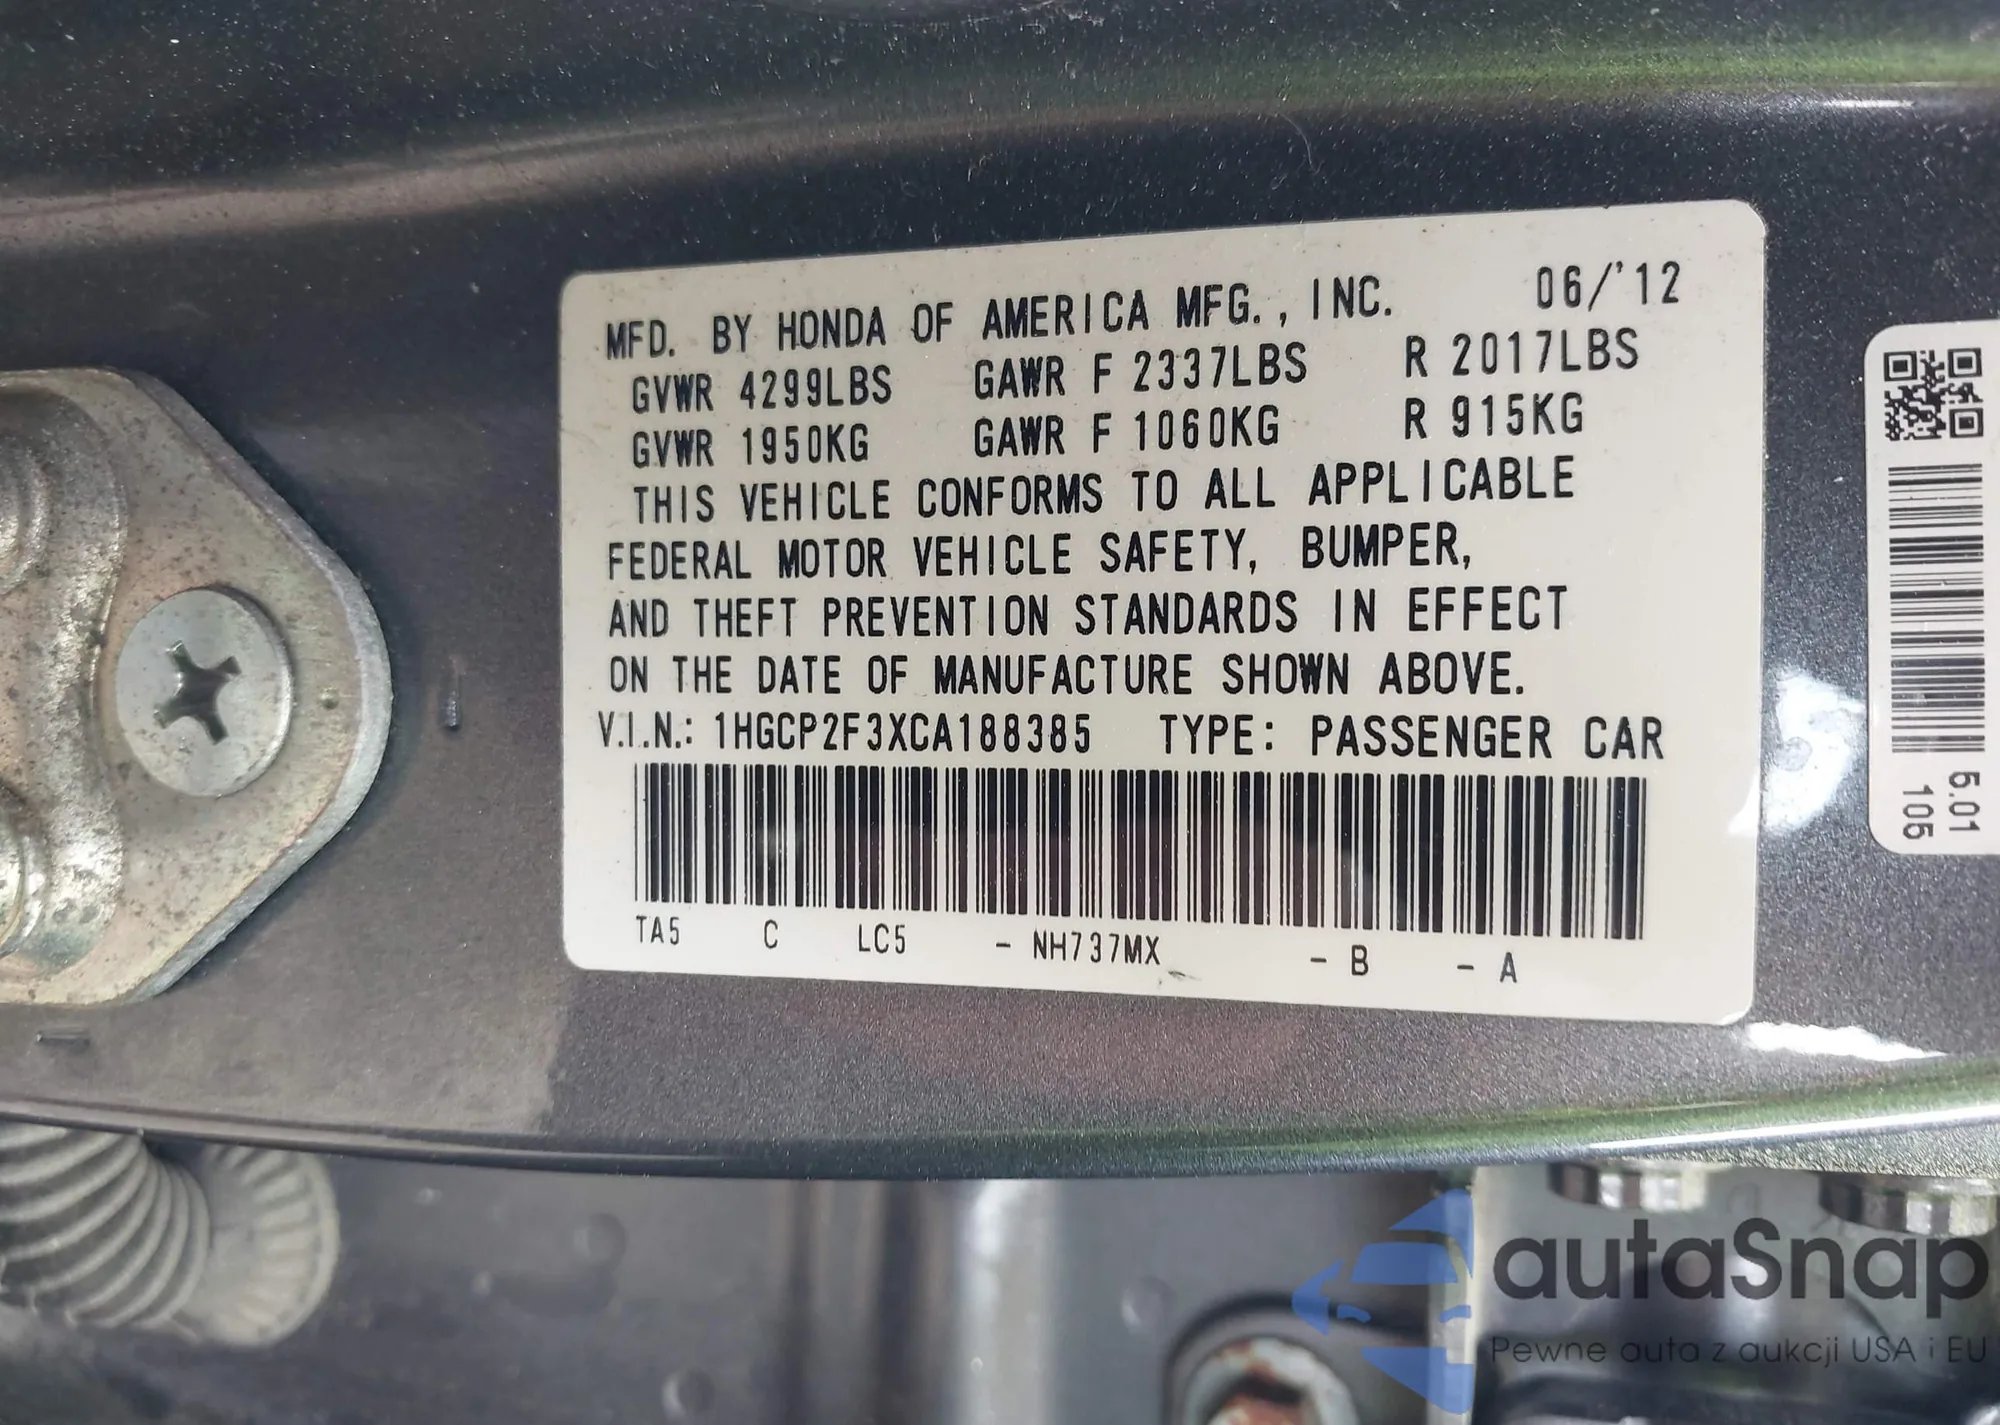 MFD. BY HONDA OF AMERICA MFG., INC. 06/'12
GVWR 4299LBS GAWR F 2337LBS R 2017LBS
GVWR 1950KG GAWR F 1060KG R 915KG
THIS VEHICLE CONFORMS TO ALL APPLICABLE
FEDERAL MOTOR VEHICLE SAFETY, BUMPER,
AND THEFT PREVENTION STANDARDS IN EFFECT
ON THE DATE OF MANUFACTURE SHOWN ABOVE.
V.I.N.: 1HGCP2F3XCA188385 TYPE: PASSENGER CAR
TA5 C LC5 - NH737MX - B - A
5.01
105
autaSnap
Pewne auta z aukcji USA i EU